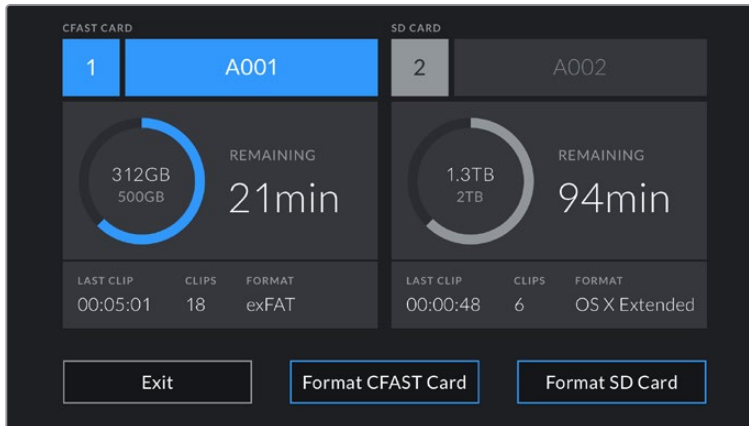 CFAST CARD
1 A001
312GB
500GB
REMAINING
21min
LAST CLIP CLIPS FORMAT
00:05:01 18 exFAT
SD CARD
2 A002
1.3TB
2TB
REMAINING
94min
LAST CLIP CLIPS FORMAT
00:00:48 6 OS X Extended
Exit Format CFAST Card Format SD Card